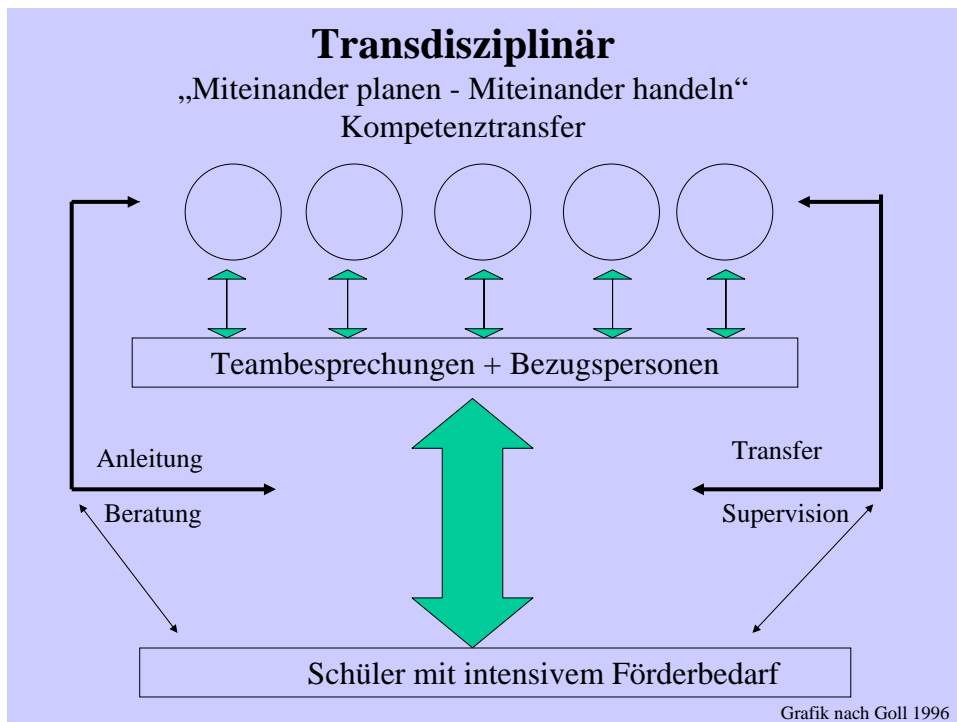 Transdisziplinär
„Miteinander planen - Miteinander handeln“
Kompetenztransfer
Teambesprechungen + Bezugspersonen
Anleitung
Beratung
Transfer
Supervision
Schüler mit intensivem Förderbedarf
Grafik nach Goll 1996